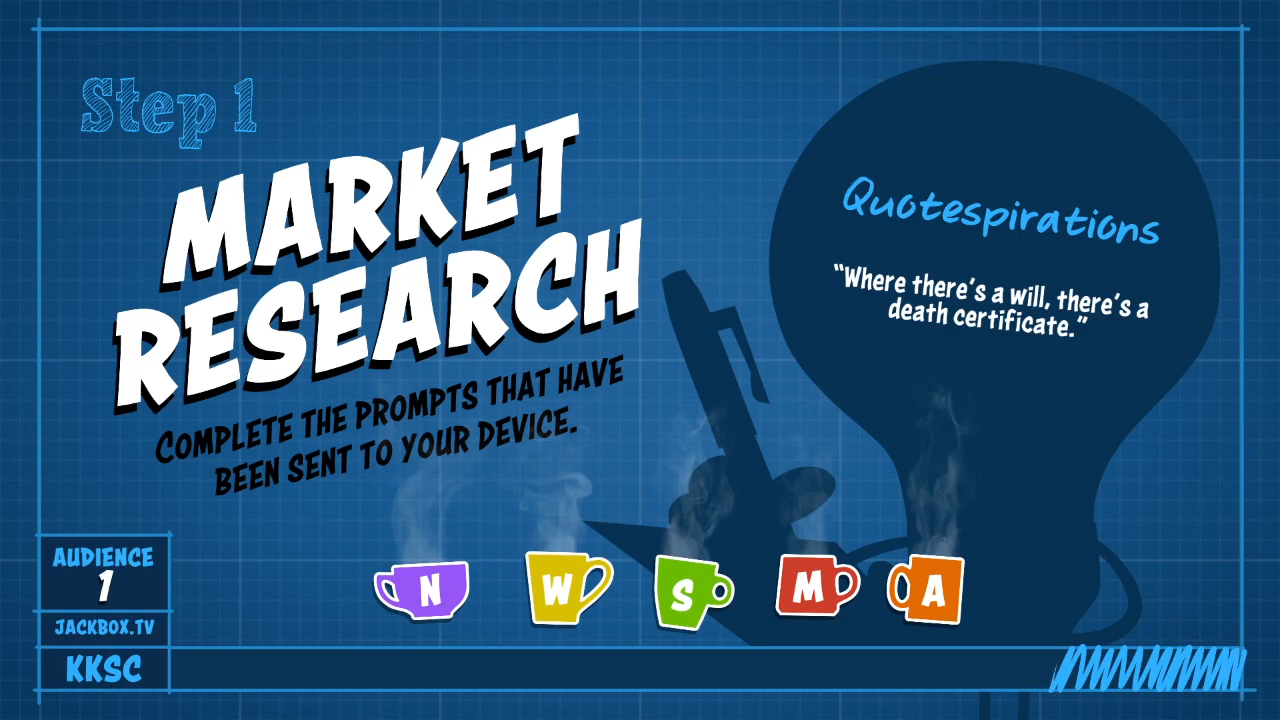 Step 1
MARKET
RESEARCH
COMPLETE THE PROMPTS THAT HAVE
BEEN SENT TO YOUR DEVICE.
Quotespirations
“Where there’s a will, there’s a
death certificate.”
N W S M A
AUDIENCE
1
JACKBOX.TV
KKSC